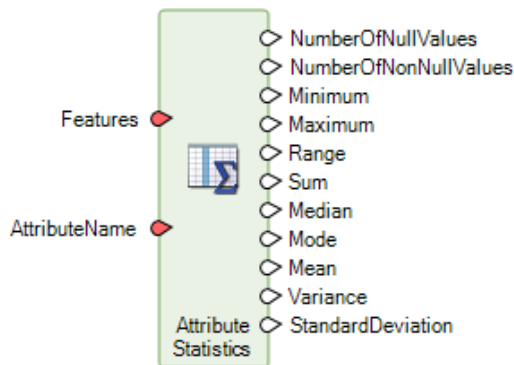 NumberOfNullValues
NumberOfNonNullValues
Minimum
Maximum
Features
Range
Sum
Median
AttributeName
Mode
Mean
Variance
Attribute
StandardDeviation
Statistics